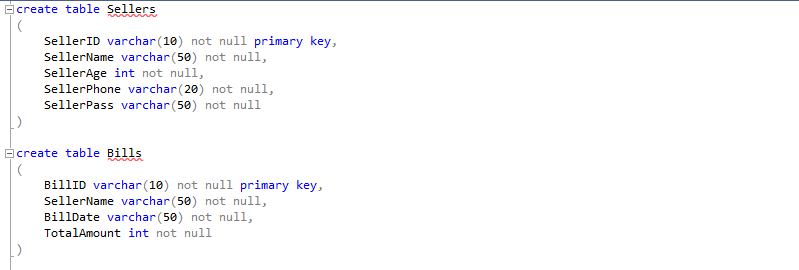 create table Sellers
(
SellerID varchar(10) not null primary key,
SellerName varchar(50) not null,
SellerAge int not null,
SellerPhone varchar(20) not null,
SellerPass varchar(50) not null
)
create table Bills
(
BillID varchar(10) not null primary key,
SellerName varchar(50) not null,
BillDate varchar(50) not null,
TotalAmount int not null
)